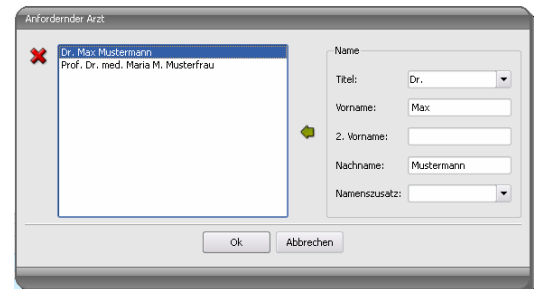 Anfordernder Arzt
Dr. Max Mustermann
Prof. Dr. med. Maria M. Musterfrau
Name
Titel: Dr.
Vorname: Max
2. Vorname:
Nachname: Mustermann
Namenszusatz:
Ok Abbrechen